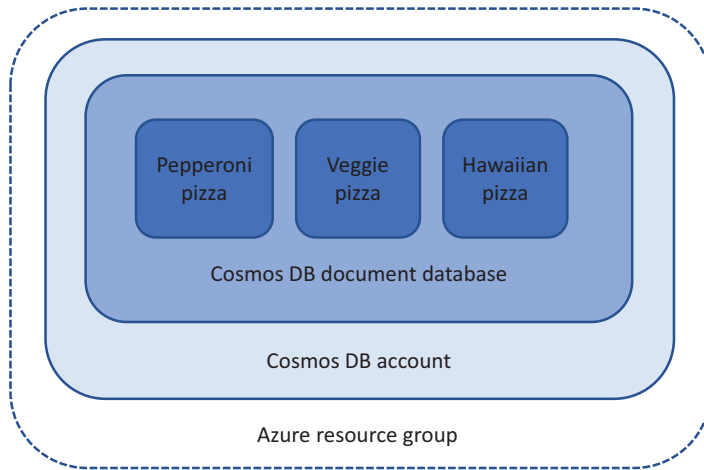 Pepperoni
pizza
Veggie
pizza
Hawaiian
pizza
Cosmos DB document database
Cosmos DB account
Azure resource group